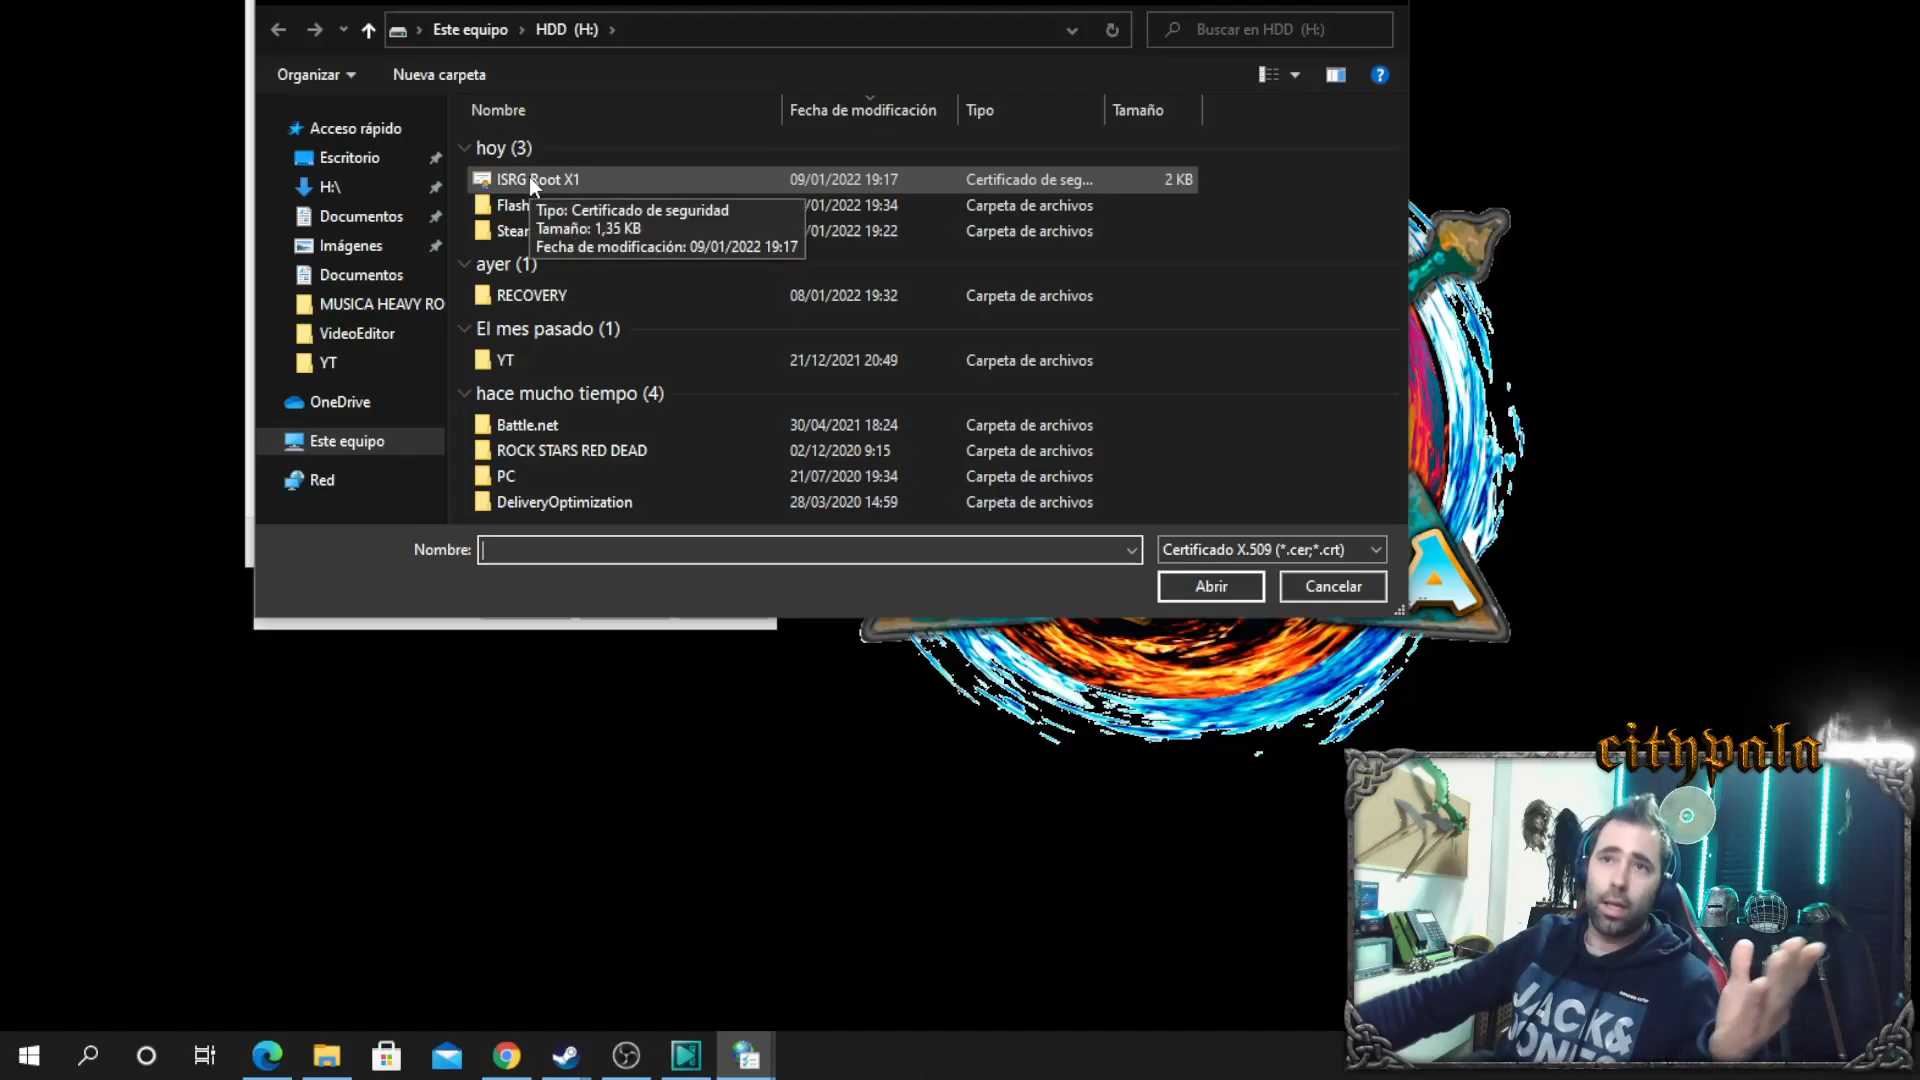 Este equipo > HDD (H:) >
Buscar en HDD (H:)
Organizar
Nueva carpeta
?
Nombre
Fecha de modificación
Tipo
Tamaño
Acceso rápido
Escritorio
H:\
Documentos
Imágenes
Documentos
MUSICA HEAVY RO
VideoEditor
YT
OneDrive
Este equipo
Red
hoy (3)
ISRG Root X1 09/01/2022 19:17 Certificado de seg... 2 KB
Flash /01/2022 19:34 Carpeta de archivos
Stear /01/2022 19:22 Carpeta de archivos
Tipo: Certificado de seguridad
Tamaño: 1,35 KB
Fecha de modificación: 09/01/2022 19:17
ayer (1)
RECOVERY 08/01/2022 19:32 Carpeta de archivos
El mes pasado (1)
YT 21/12/2021 20:49 Carpeta de archivos
hace mucho tiempo (4)
Battle.net 30/04/2021 18:24 Carpeta de archivos
ROCK STARS RED DEAD 02/12/2020 9:15 Carpeta de archivos
PC 21/07/2020 19:34 Carpeta de archivos
DeliveryOptimization 28/03/2020 14:59 Carpeta de archivos
Nombre:
Certificado X.509 (*.cer;*.crt)
Abrir
Cancelar
A
citypala
JACK&
JONES